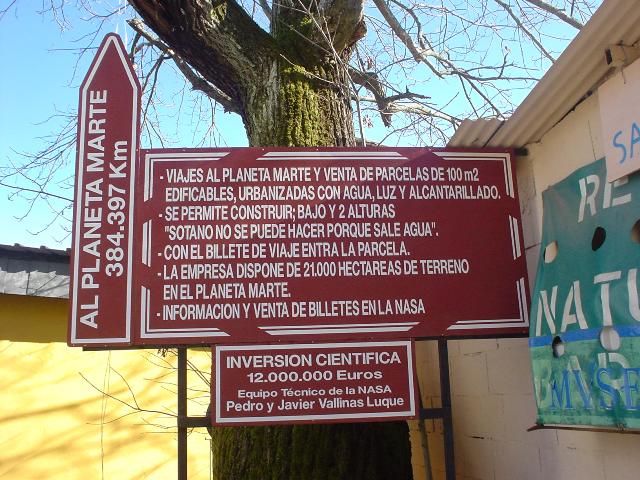 AL PLANETA MARTE
384.397 Km
- VIAJES AL PLANETA MARTE Y VENTA DE PARCELAS DE 100 m2
EDIFICABLES, URBANIZADAS CON AGUA, LUZ Y ALCANTARILLADO.
- SE PERMITE CONSTRUIR; BAJO Y 2 ALTURAS
"SOTANO NO SE PUEDE HACER PORQUE SALE AGUA".
- CON EL BILLETE DE VIAJE ENTRA LA PARCELA.
- LA EMPRESA DISPONE DE 21.000 HECTAREAS DE TERRENO
EN EL PLANETA MARTE.
- INFORMACION Y VENTA DE BILLETES EN LA NASA
INVERSION CIENTIFICA
12.000.000 Euros
Equipo Técnico de la NASA
Pedro y Javier Vallinas Luque
SA
RE
NATU
MVSE